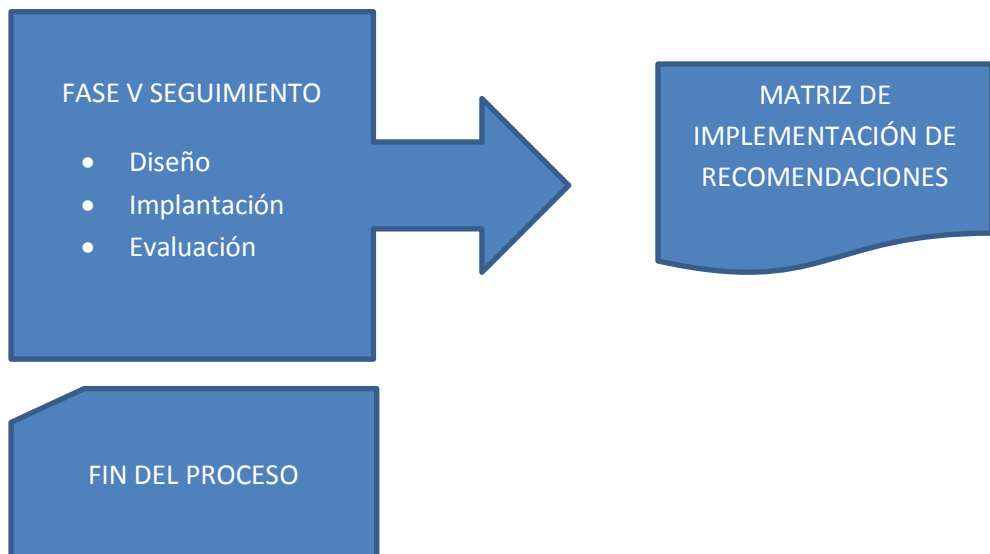 FASE V SEGUIMIENTO
• Diseño
• Implantación
• Evaluación
MATRIZ DE
IMPLEMENTACIÓN DE
RECOMENDACIONES
FIN DEL PROCESO